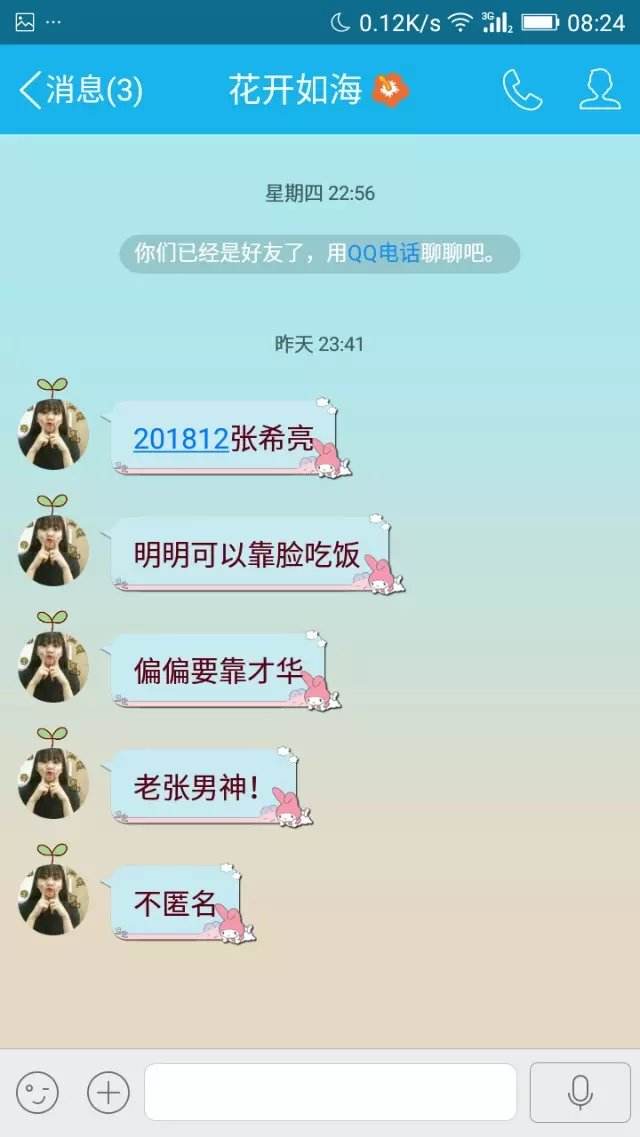 0.12K/s 3G 2 08:24
消息(3) 花开如海
星期四 22:56
你们已经是好友了，用QQ电话聊聊吧。
昨天 23:41
201812张希亮
明明可以靠脸吃饭
偏偏要靠才华
老张男神！
不匿名